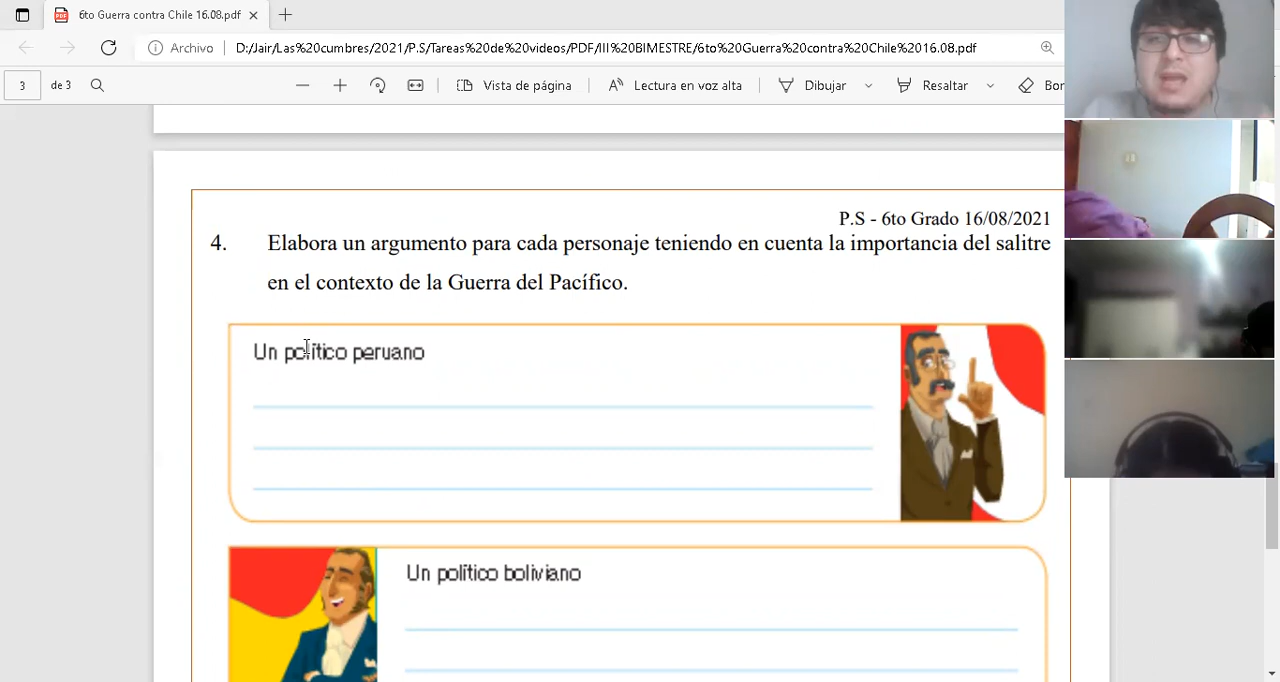 6to Guerra contra Chile 16.08.pdf
Archivo D:/Jair/Las%20cumbres/2021/P.S/Tareas%20de%20videos/PDF/III%20BIMESTRE/6to%20Guerra%20contra%20Chile%2016.08.pdf
3 de 3 Vista de página Lectura en voz alta Dibujar Resaltar Bor
P.S - 6to Grado 16/08/2021
4. Elabora un argumento para cada personaje teniendo en cuenta la importancia del salitre
en el contexto de la Guerra del Pacífico.
Un político peruano
Un político boliviano